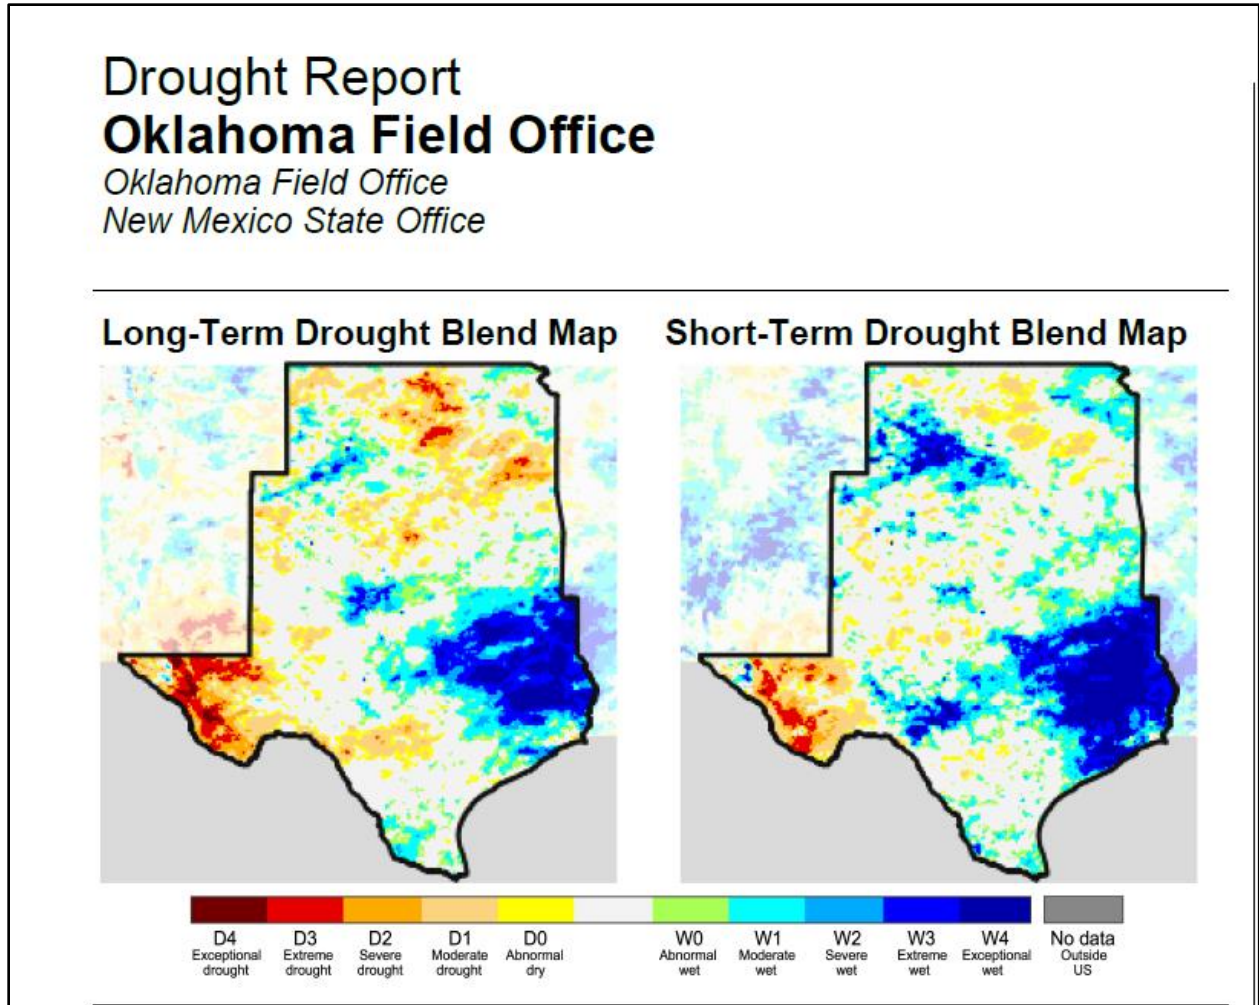 Drought Report
Oklahoma Field Office
Oklahoma Field Office
New Mexico State Office
Long-Term Drought Blend Map
Short-Term Drought Blend Map
D4
Exceptional
drought
D3
Extreme
drought
D2
Severe
drought
D1
Moderate
drought
D0
Abnormal
dry
W0
Abnormal
wet
W1
Moderate
wet
W2
Severe
wet
W3
Extreme
wet
W4
Exceptional
wet
No data
Outside
US